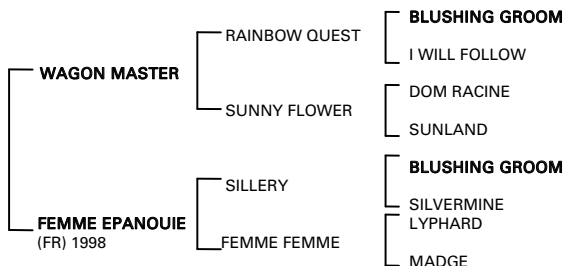 BLUSHING GROOM
RAINBOW QUEST
I WILL FOLLOW
WAGON MASTER
DOM RACINE
SUNNY FLOWER
SUNLAND
BLUSHING GROOM
SILLERY
SILVERMINE
FEMME EPANOUIE
(FR) 1998
LYPHARD
FEMME FEMME
MADGE